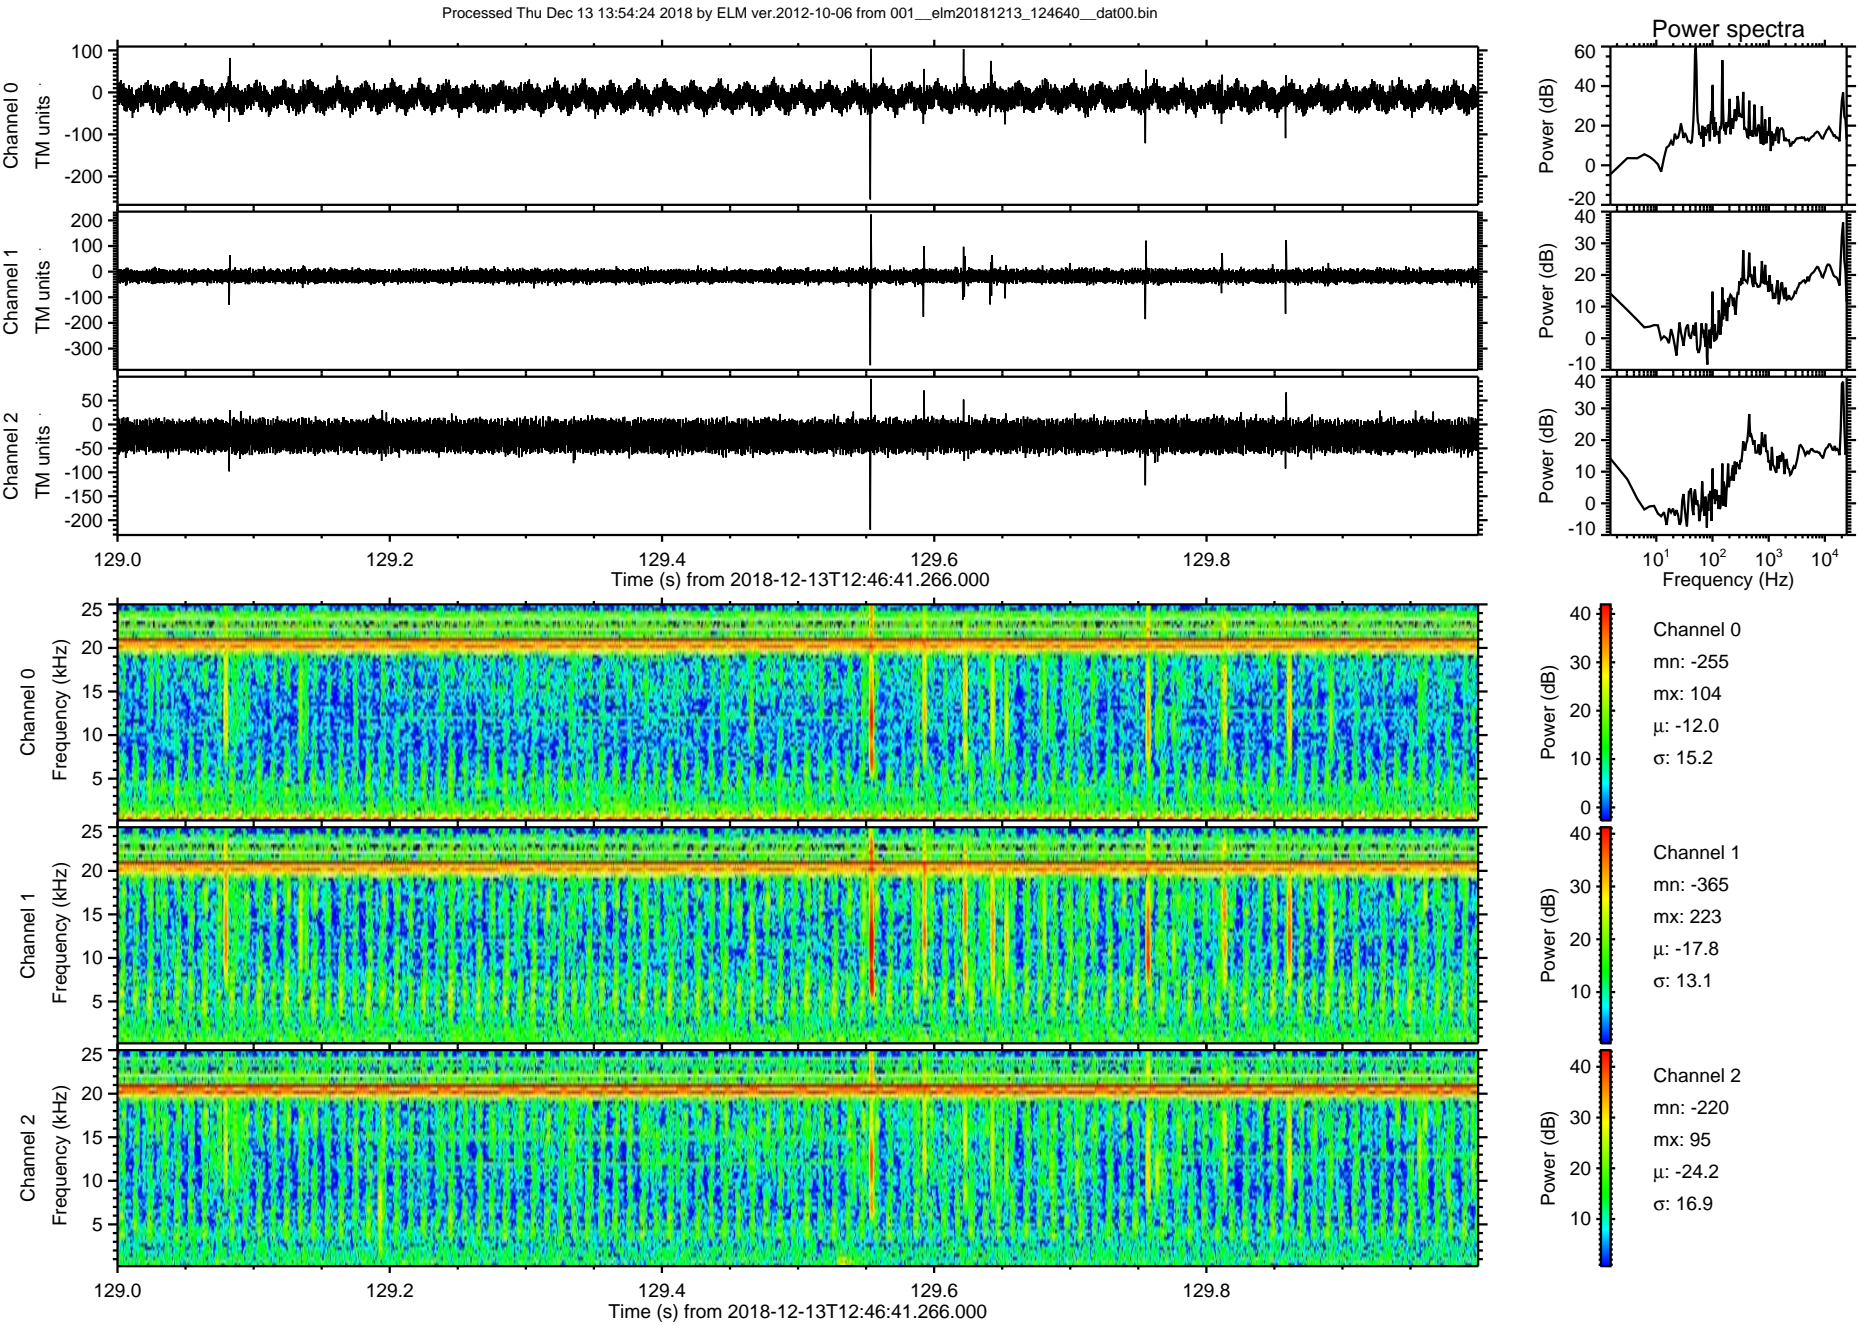 Processed Thu Dec 13 13:54:24 2018 by ELM ver.2012-10-06 from 001__elm20181213_124640__dat00.bin
Power spectra
Channel 0
TM units
100
0
-100
-200
Power (dB)
60
40
20
0
-20
Channel 1
TM units
200
100
0
-100
-200
-300
Power (dB)
40
30
20
10
0
-10
Channel 2
TM units
50
0
-50
-100
-150
-200
Power (dB)
40
30
20
10
0
-10
129.0 129.2 129.4 129.6 129.8
Time (s) from 2018-12-13T12:46:41.266.000
10¹ 10² 10³ 10⁴
Frequency (Hz)
Channel 0
Frequency (kHz)
25
20
15
10
5
Power (dB)
40
30
20
10
0
Channel 0
mn: -255
mx: 104
μ: -12.0
σ: 15.2
Channel 1
Frequency (kHz)
25
20
15
10
5
Power (dB)
40
30
20
10
Channel 1
mn: -365
mx: 223
μ: -17.8
σ: 13.1
Channel 2
Frequency (kHz)
25
20
15
10
5
Power (dB)
40
30
20
10
Channel 2
mn: -220
mx: 95
μ: -24.2
σ: 16.9
129.0 129.2 129.4 129.6 129.8
Time (s) from 2018-12-13T12:46:41.266.000